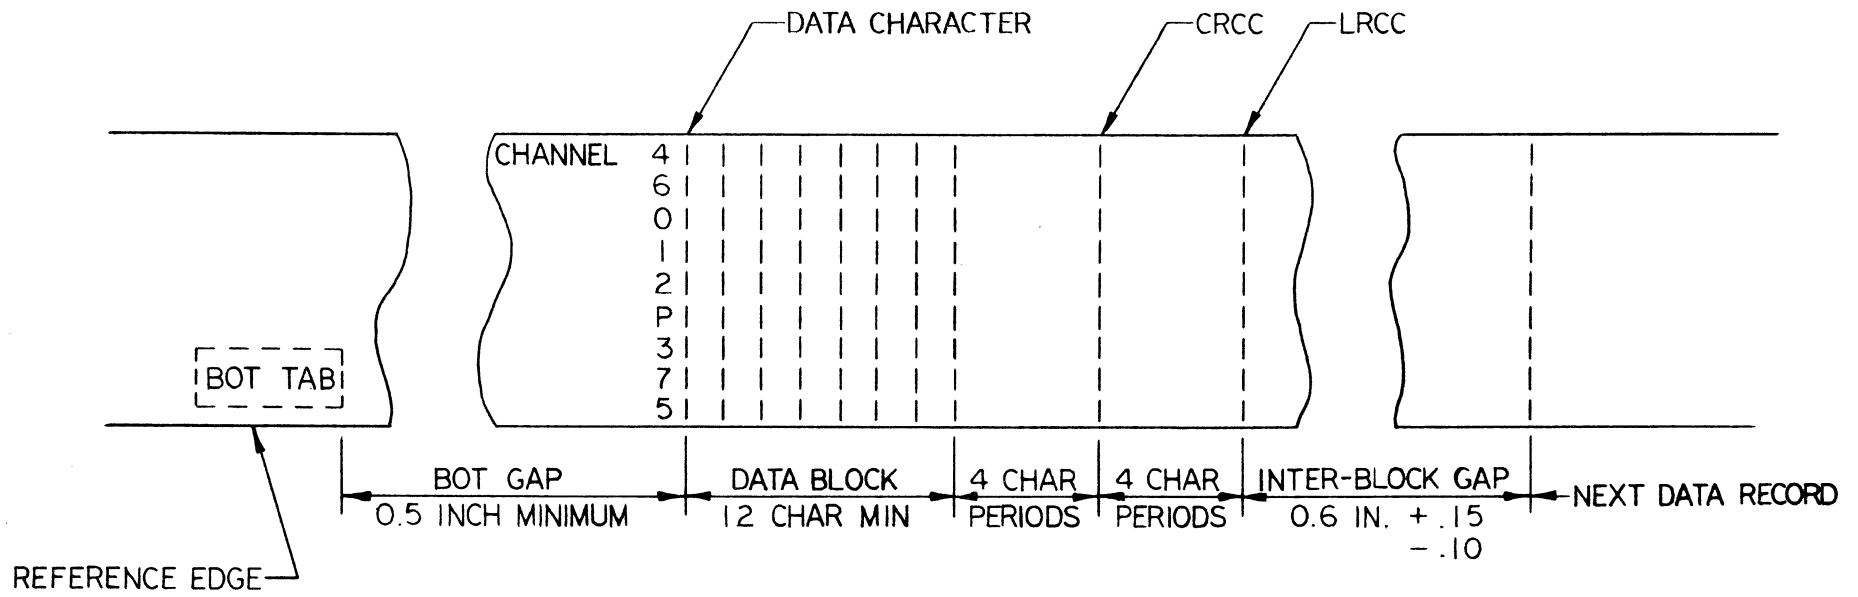 DATA CHARACTER
CRCC
LRCC
CHANNEL 4
6
0
1
2
P
3
7
5
BOT TAB
BOT GAP
0.5 INCH MINIMUM
DATA BLOCK
12 CHAR MIN
4 CHAR
PERIODS
4 CHAR
PERIODS
INTER-BLOCK GAP
0.6 IN. + .15
- .10
NEXT DATA RECORD
REFERENCE EDGE